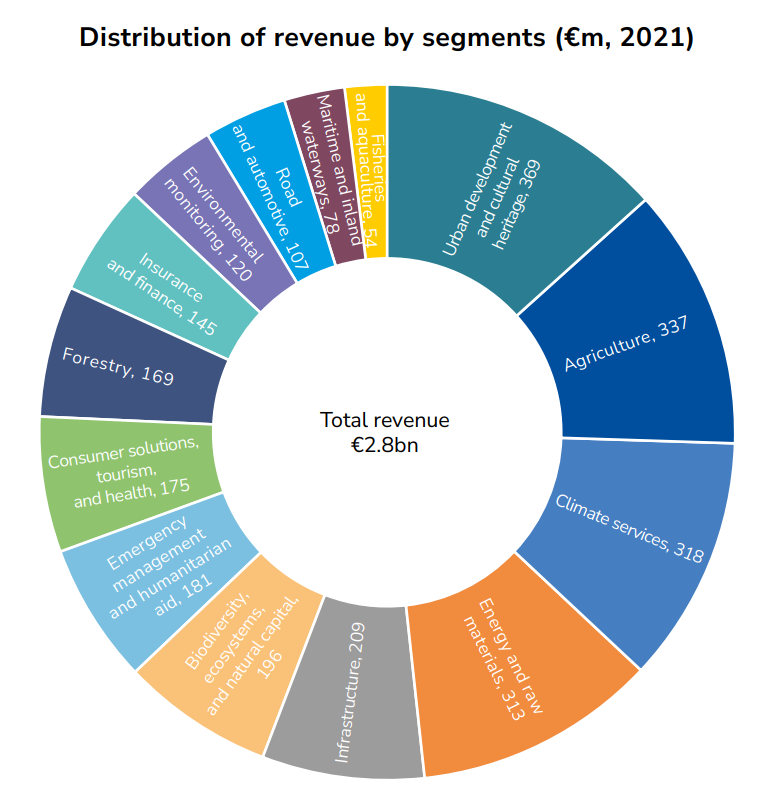 Distribution of revenue by segments (€m, 2021)
Urban development
and cultural
heritage, 369
Agriculture, 337
Climate services, 318
Energy and raw
materials, 313
Infrastructure, 209
Biodiversity,
ecosystems,
and natural capital,
196
Emergency
management
and humanitarian
aid, 181
Consumer solutions,
tourism,
and health, 175
Forestry, 169
Insurance
and finance, 145
Environmental
monitoring, 120
Road
and automotive, 107
Maritime and inland
waterways, 78
Fisheries
and aquaculture, 54
Total revenue
€2.8bn